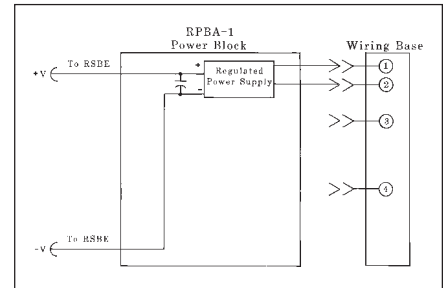 RPBA-1
Power Block
Wiring Base
To RSBE
+V
+
Regulated
Power Supply
-
1
2
3
4
To RSBE
-V